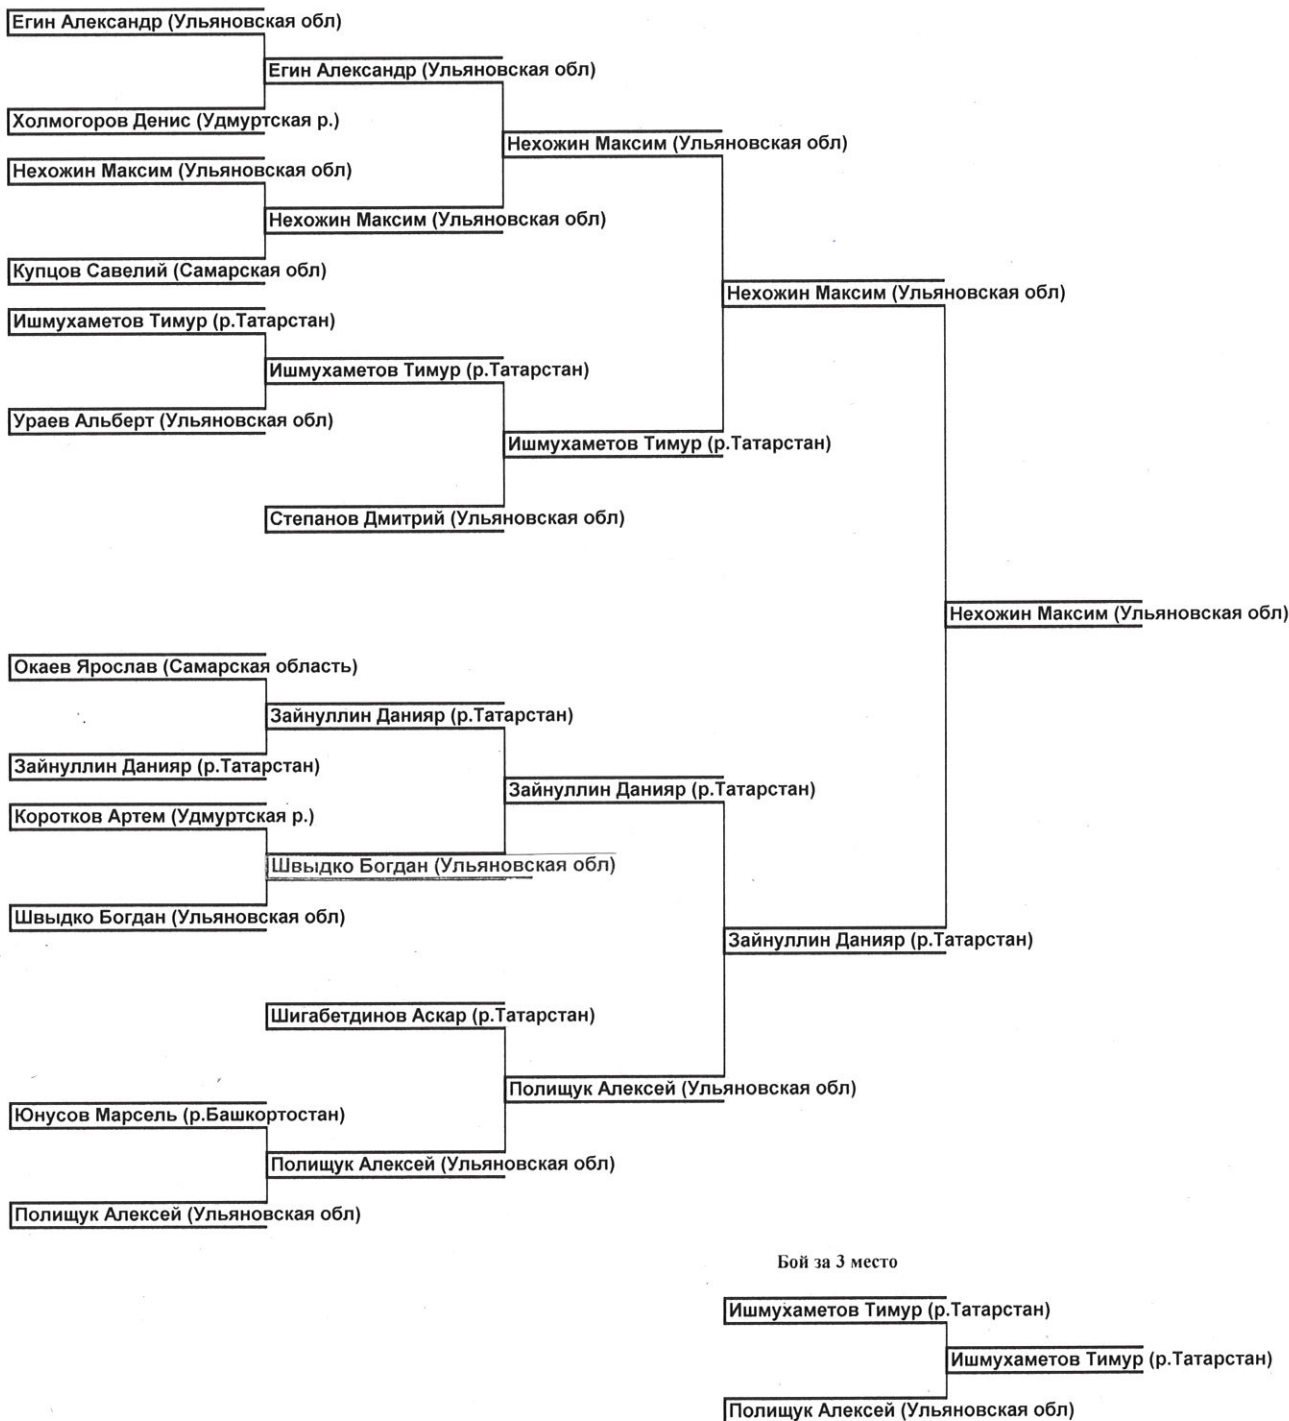 Егин Александр (Ульяновская обл)
Егин Александр (Ульяновская обл)
Холмогоров Денис (Удмуртская р.)
Нехожин Максим (Ульяновская обл)
Нехожин Максим (Ульяновская обл)
Нехожин Максим (Ульяновская обл)
Купцов Савелий (Самарская обл)
Нехожин Максим (Ульяновская обл)
Ишмухаметов Тимур (р.Татарстан)
Ишмухаметов Тимур (р.Татарстан)
Ураев Альберт (Ульяновская обл)
Ишмухаметов Тимур (р.Татарстан)
Степанов Дмитрий (Ульяновская обл)
Нехожин Максим (Ульяновская обл)
Окаев Ярослав (Самарская область)
Зайнуллин Данияр (р.Татарстан)
Зайнуллин Данияр (р.Татарстан)
Зайнуллин Данияр (р.Татарстан)
Коротков Артем (Удмуртская р.)
Швыдко Богдан (Ульяновская обл)
Швыдко Богдан (Ульяновская обл)
Зайнуллин Данияр (р.Татарстан)
Шигабетдинов Аскар (р.Татарстан)
Полищук Алексей (Ульяновская обл)
Юнусов Марсель (р.Башкортостан)
Полищук Алексей (Ульяновская обл)
Полищук Алексей (Ульяновская обл)
Бой за 3 место
Ишмухаметов Тимур (р.Татарстан)
Ишмухаметов Тимур (р.Татарстан)
Полищук Алексей (Ульяновская обл)